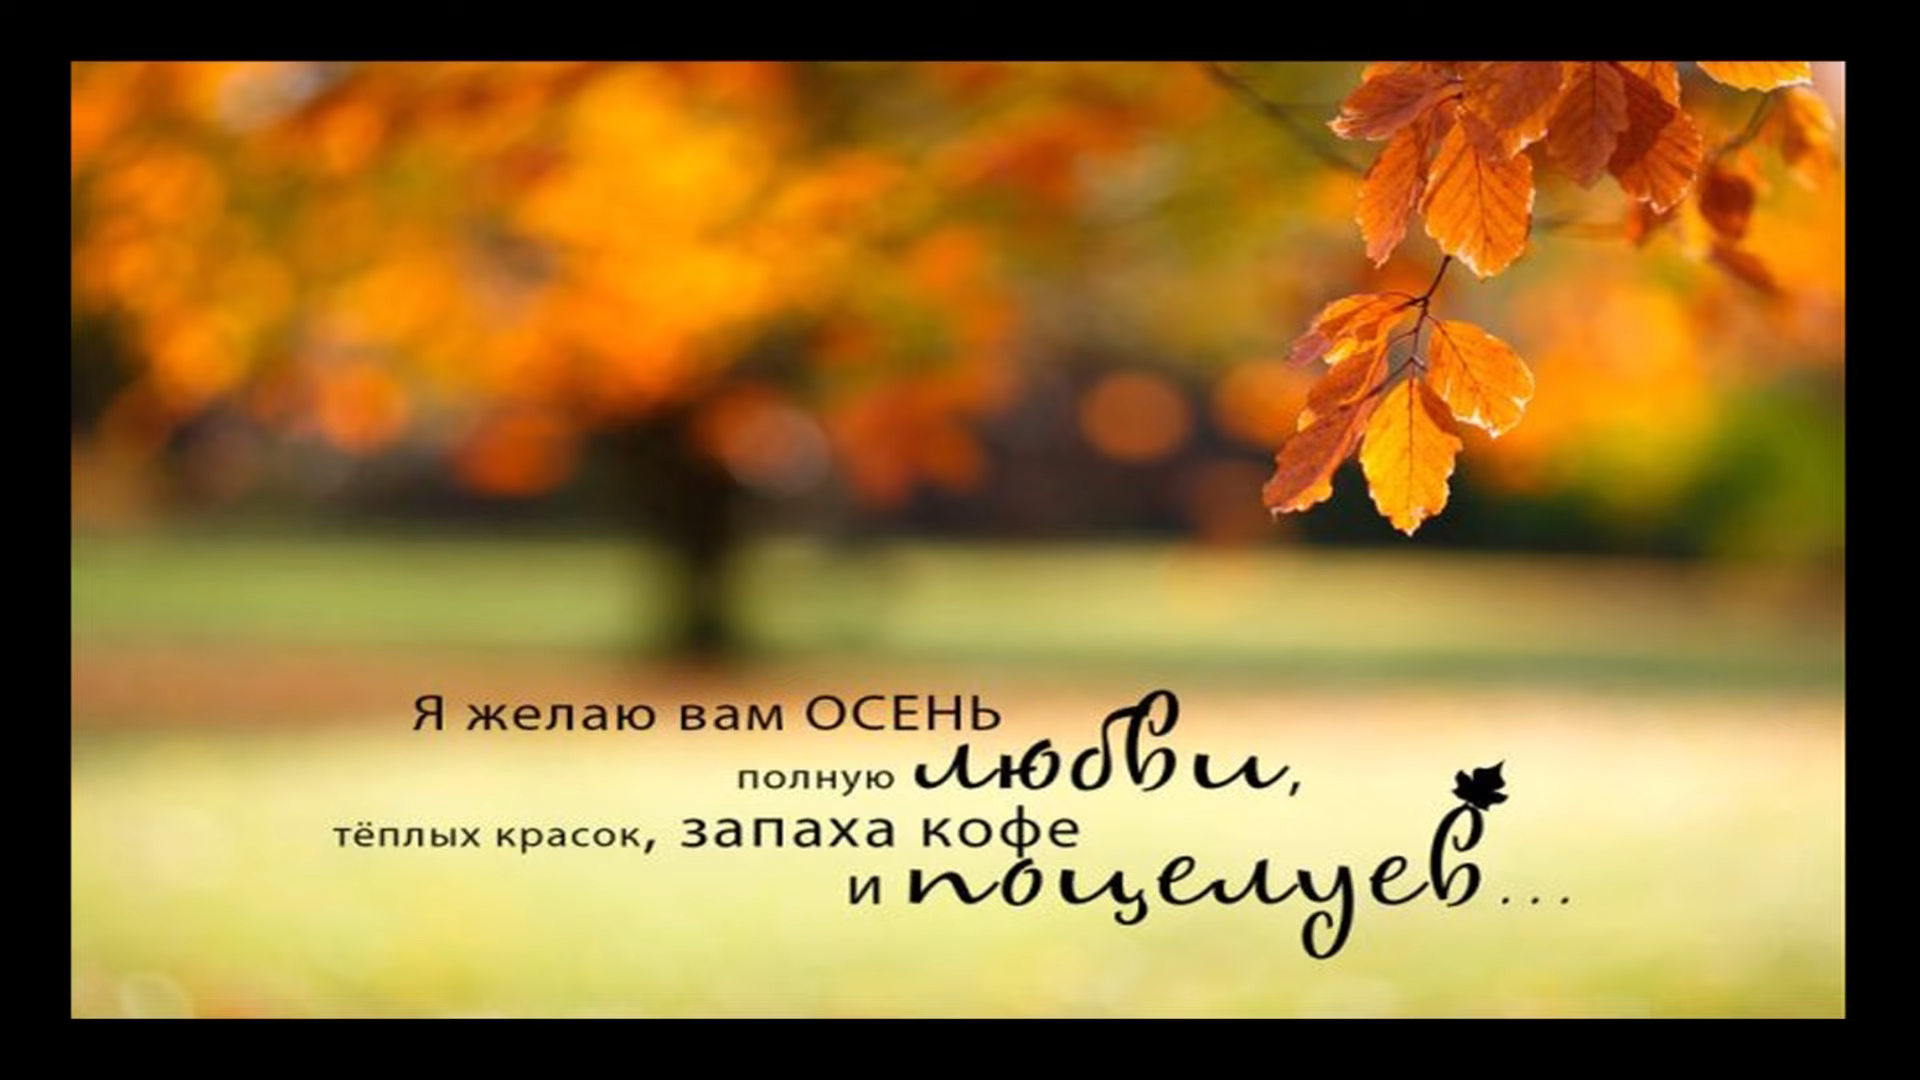 Я желаю вам ОСЕНЬ
полную любви,
тёплых красок, запаха кофе
и поцелуев...